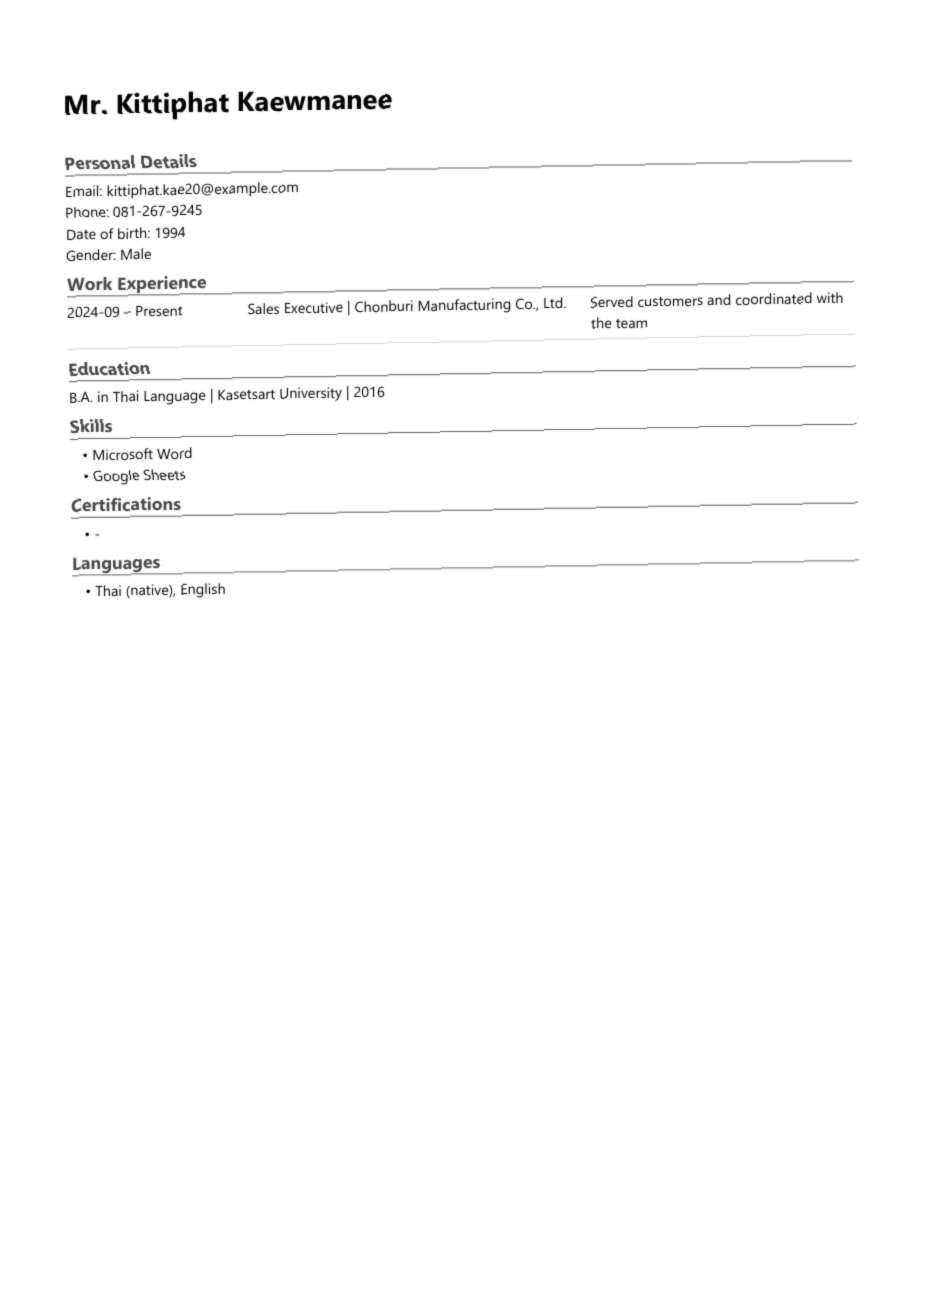 Mr. Kittiphat Kaewmanee
Personal Details
Email: kittiphat.kae20@example.com
Phone: 081-267-9245
Date of birth: 1994
Gender: Male
Work Experience
2024-09 – Present Sales Executive | Chonburi Manufacturing Co., Ltd. Served customers and coordinated with
the team
Education
B.A. in Thai Language | Kasetsart University | 2016
Skills
• Microsoft Word
• Google Sheets
Certifications
• -
Languages
• Thai (native), English